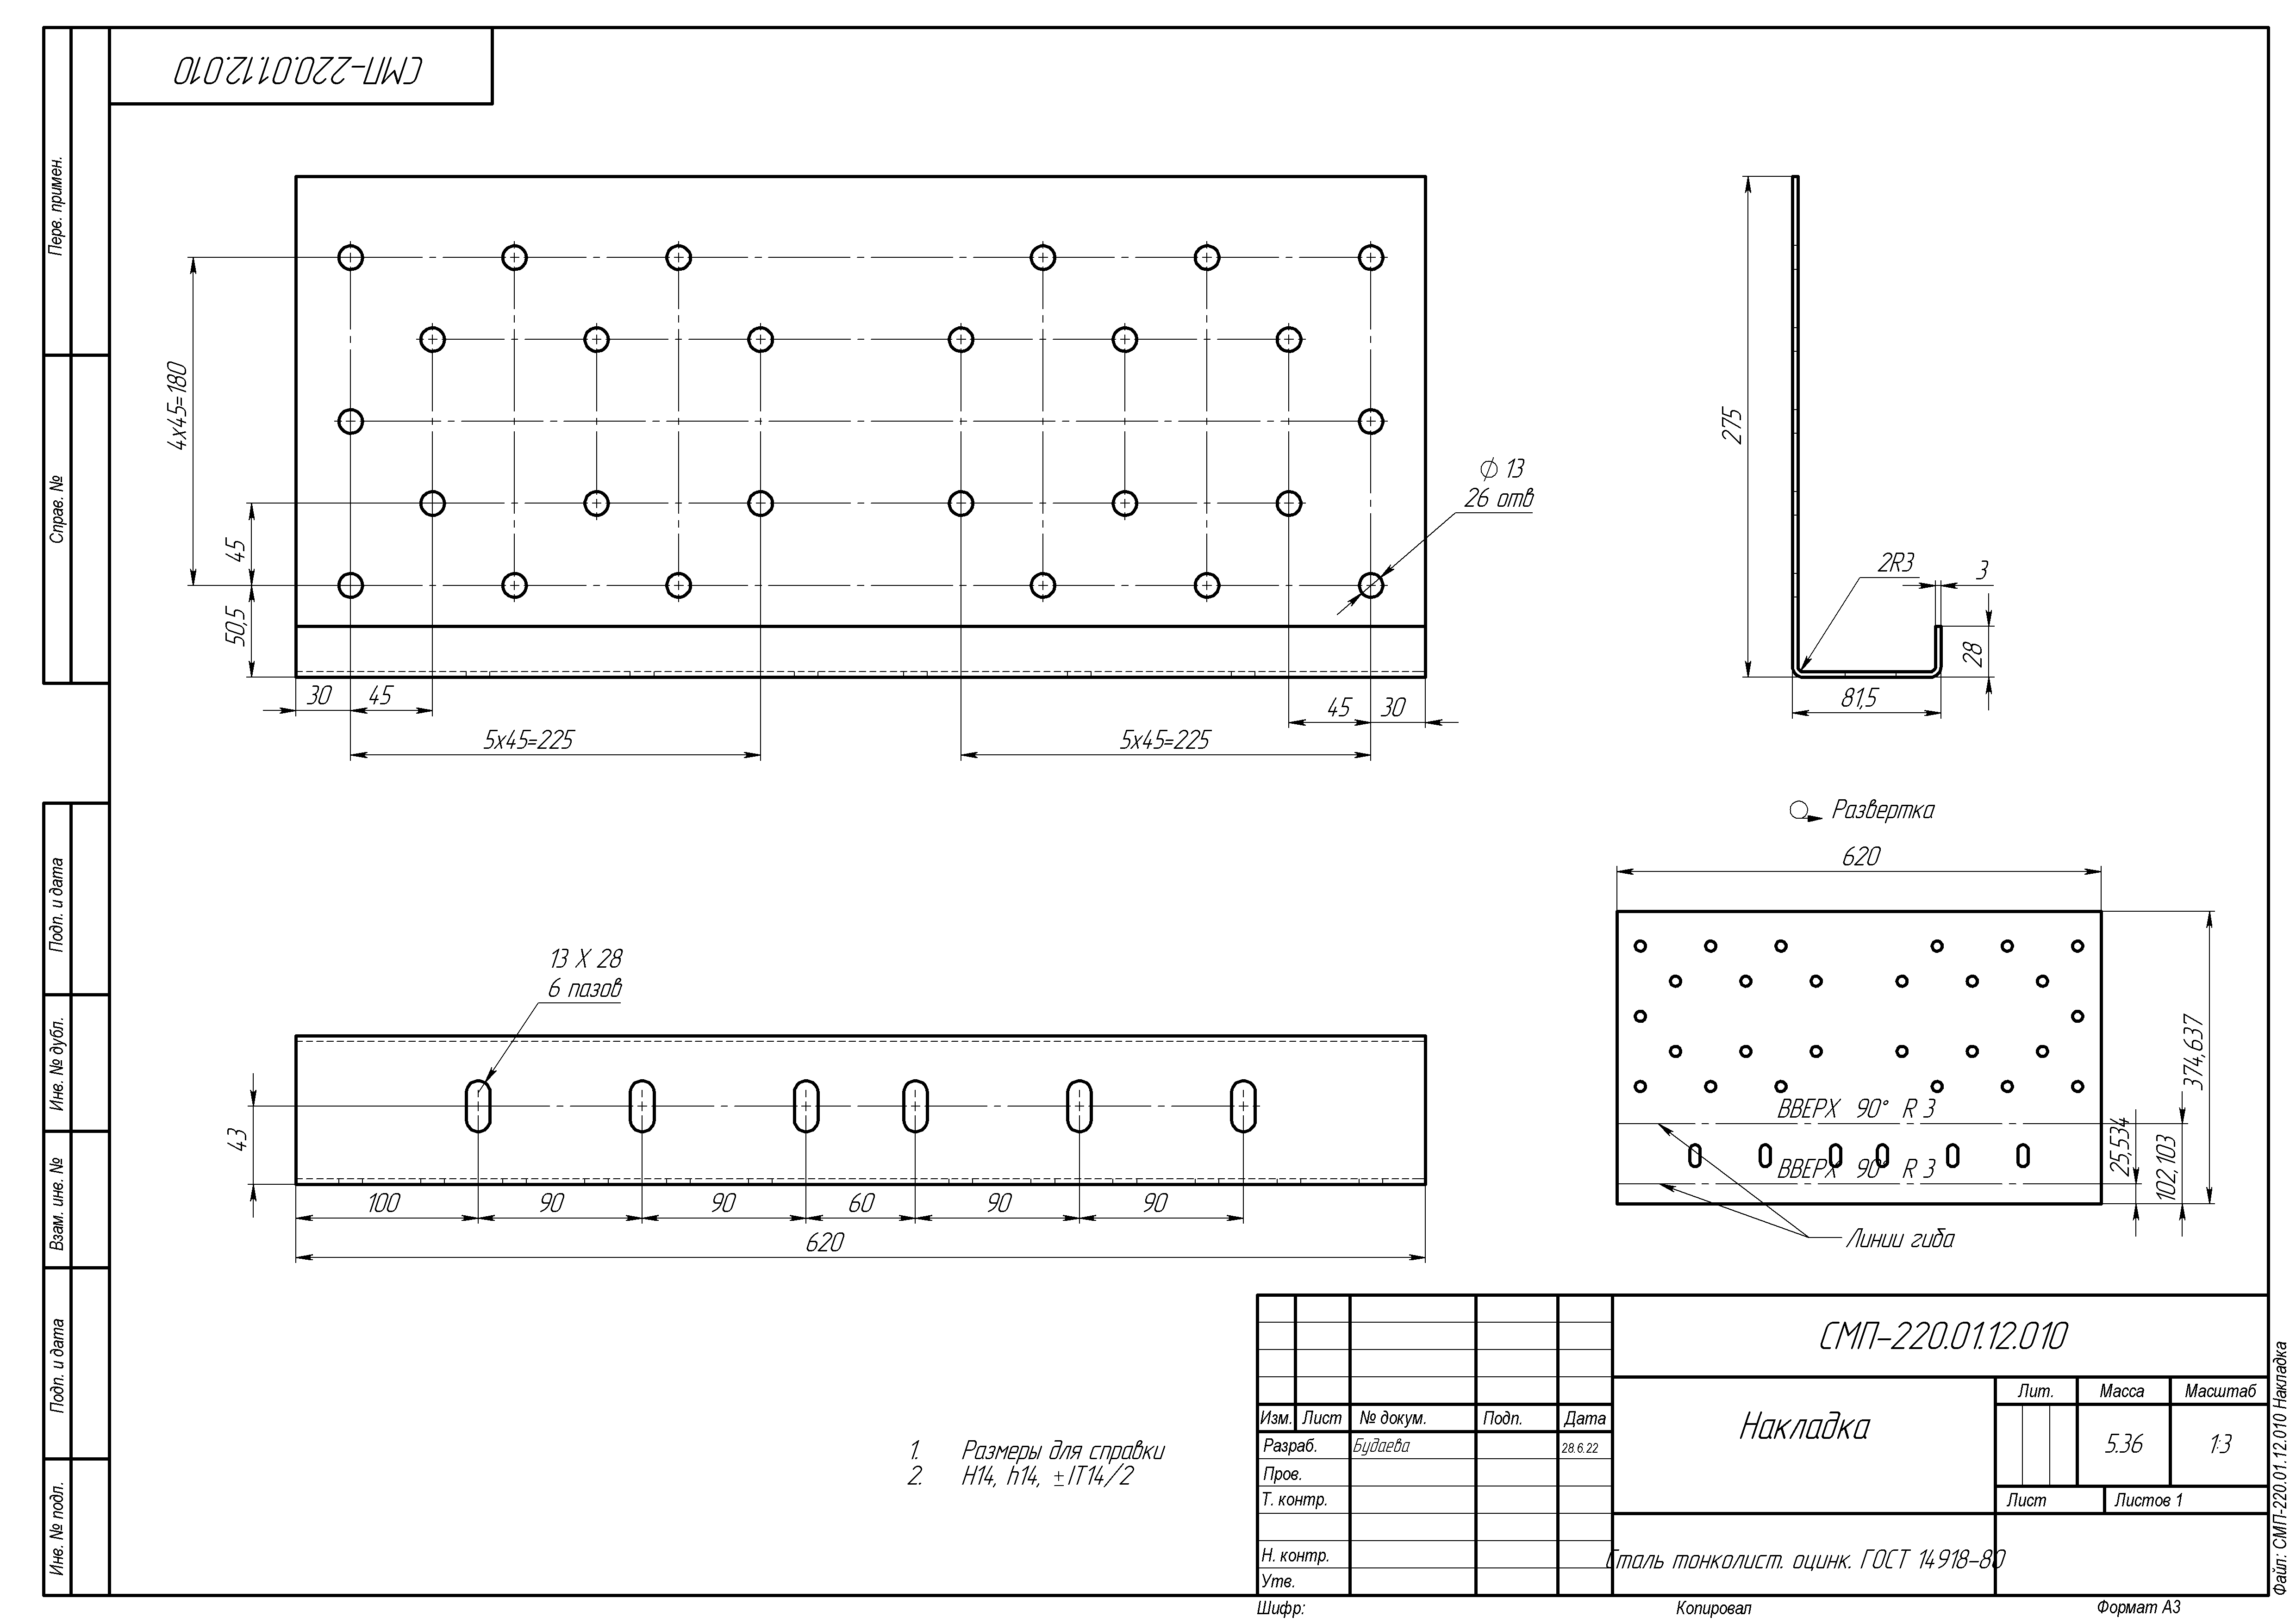 СМП-220.01.12.010
Перв. примен.
Справ. №
Подп. и дата
Инв. № дубл.
Взам. инв. №
Подп. и дата
Инв. № подл.
4x45=180
45
50,5
30
45
5x45=225
5x45=225
45
30
⌀ 13
26 отв
275
2R3
3
28
81,5
Развертка
620
ВВЕРХ 90° R 3
ВВЕРХ 90° R 3
25,534
102,103
374,637
Линии гиба
13 X 28
6 пазов
43
100
90
90
60
90
90
620
1. Размеры для справки
2. H14, h14, ±IT14/2
СМП-220.01.12.010
Накладка
Лит.
Масса
Масштаб
5.36
1:3
Лист
Листов 1
Изм.
Лист
№ докум.
Подп.
Дата
Разраб.
Будаева
28.6.22
Пров.
Т. контр.
Н. контр.
Утв.
Сталь тонколист. оцинк. ГОСТ 14918-80
Шифр:
Копировал
Формат А3
Файл: СМП-220.01.12.010 Накладка